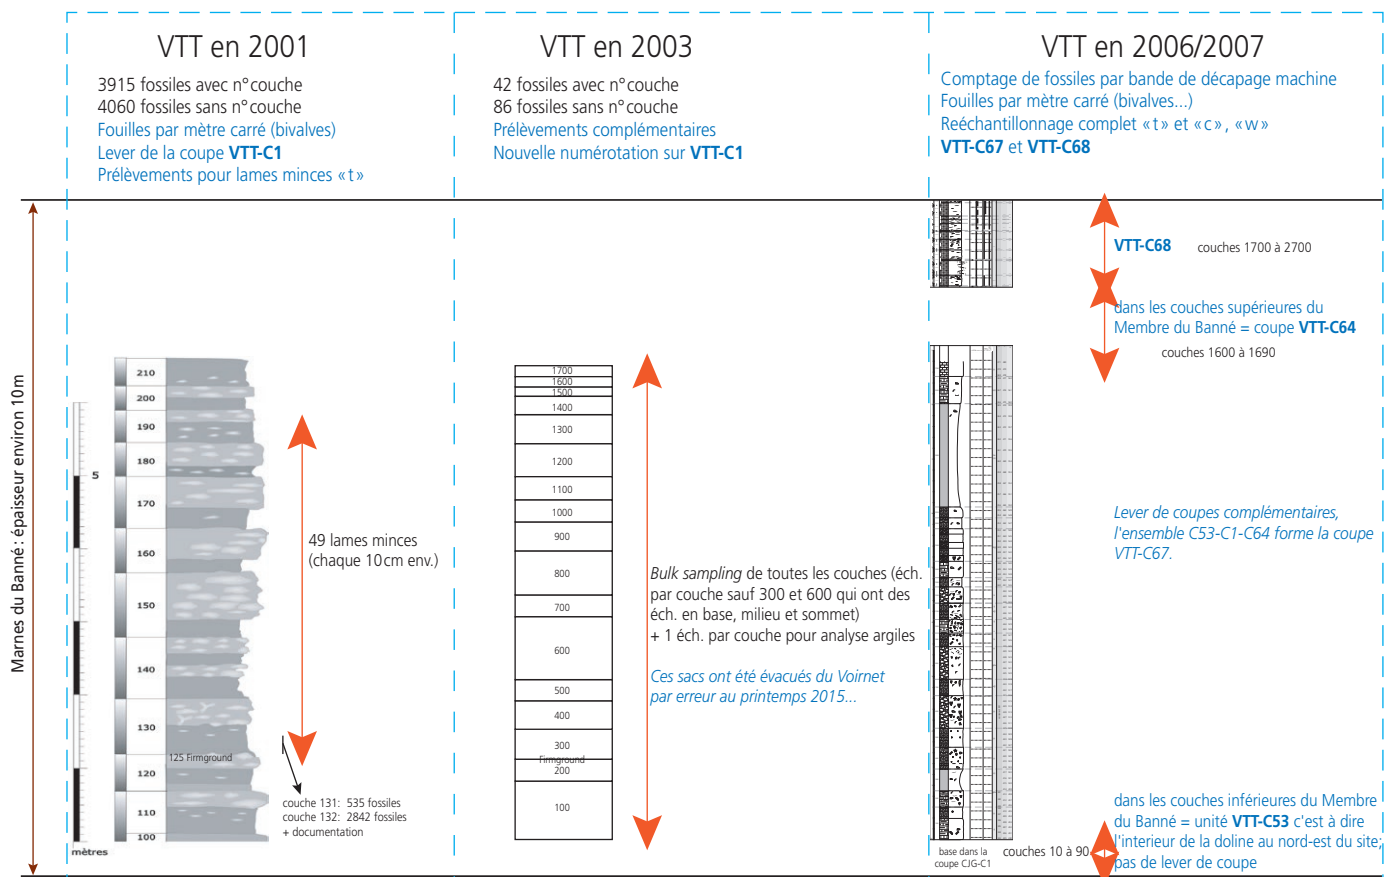 VTT en 2001
3915 fossiles avec n° couche
4060 fossiles sans n° couche
Fouilles par mètre carré (bivalves)
Lever de la coupe VTT-C1
Prélèvements pour lames minces «t»
VTT en 2003
42 fossiles avec n° couche
86 fossiles sans n° couche
Prélèvements complémentaires
Nouvelle numérotation sur VTT-C1
VTT en 2006/2007
Comptage de fossiles par bande de décapage machine
Fouilles par mètre carré (bivalves...)
Reéchantillonnage complet «t» et «c», «w»
VTT-C67 et VTT-C68
Marnes du Banné: épaisseur environ 10m
210
200
190
180
170
160
150
140
130
125 Firmground
120
110
100
5
mètres
49 lames minces
(chaque 10cm env.)
couche 131: 535 fossiles
couche 132: 2842 fossiles
+ documentation
1700
1600
1500
1400
1300
1200
1100
1000
900
800
700
600
500
400
300
Firmground
200
100
Bulk sampling de toutes les couches (éch.
par couche sauf 300 et 600 qui ont des
éch. en base, milieu et sommet)
+ 1 éch. par couche pour analyse argiles
Ces sacs ont été évacués du Voirnet
par erreur au printemps 2015...
VTT-C68 couches 1700 à 2700
dans les couches supérieures du
Membre du Banné = coupe VTT-C64
couches 1600 à 1690
Lever de coupes complémentaires,
l'ensemble C53-C1-C64 forme la coupe
VTT-C67.
dans les couches inférieures du Membre
du Banné = unité VTT-C53 c'est à dire
l'interieur de la doline au nord-est du site;
pas de lever de coupe
couches 10 à 90
base dans la
coupe CJG-C1